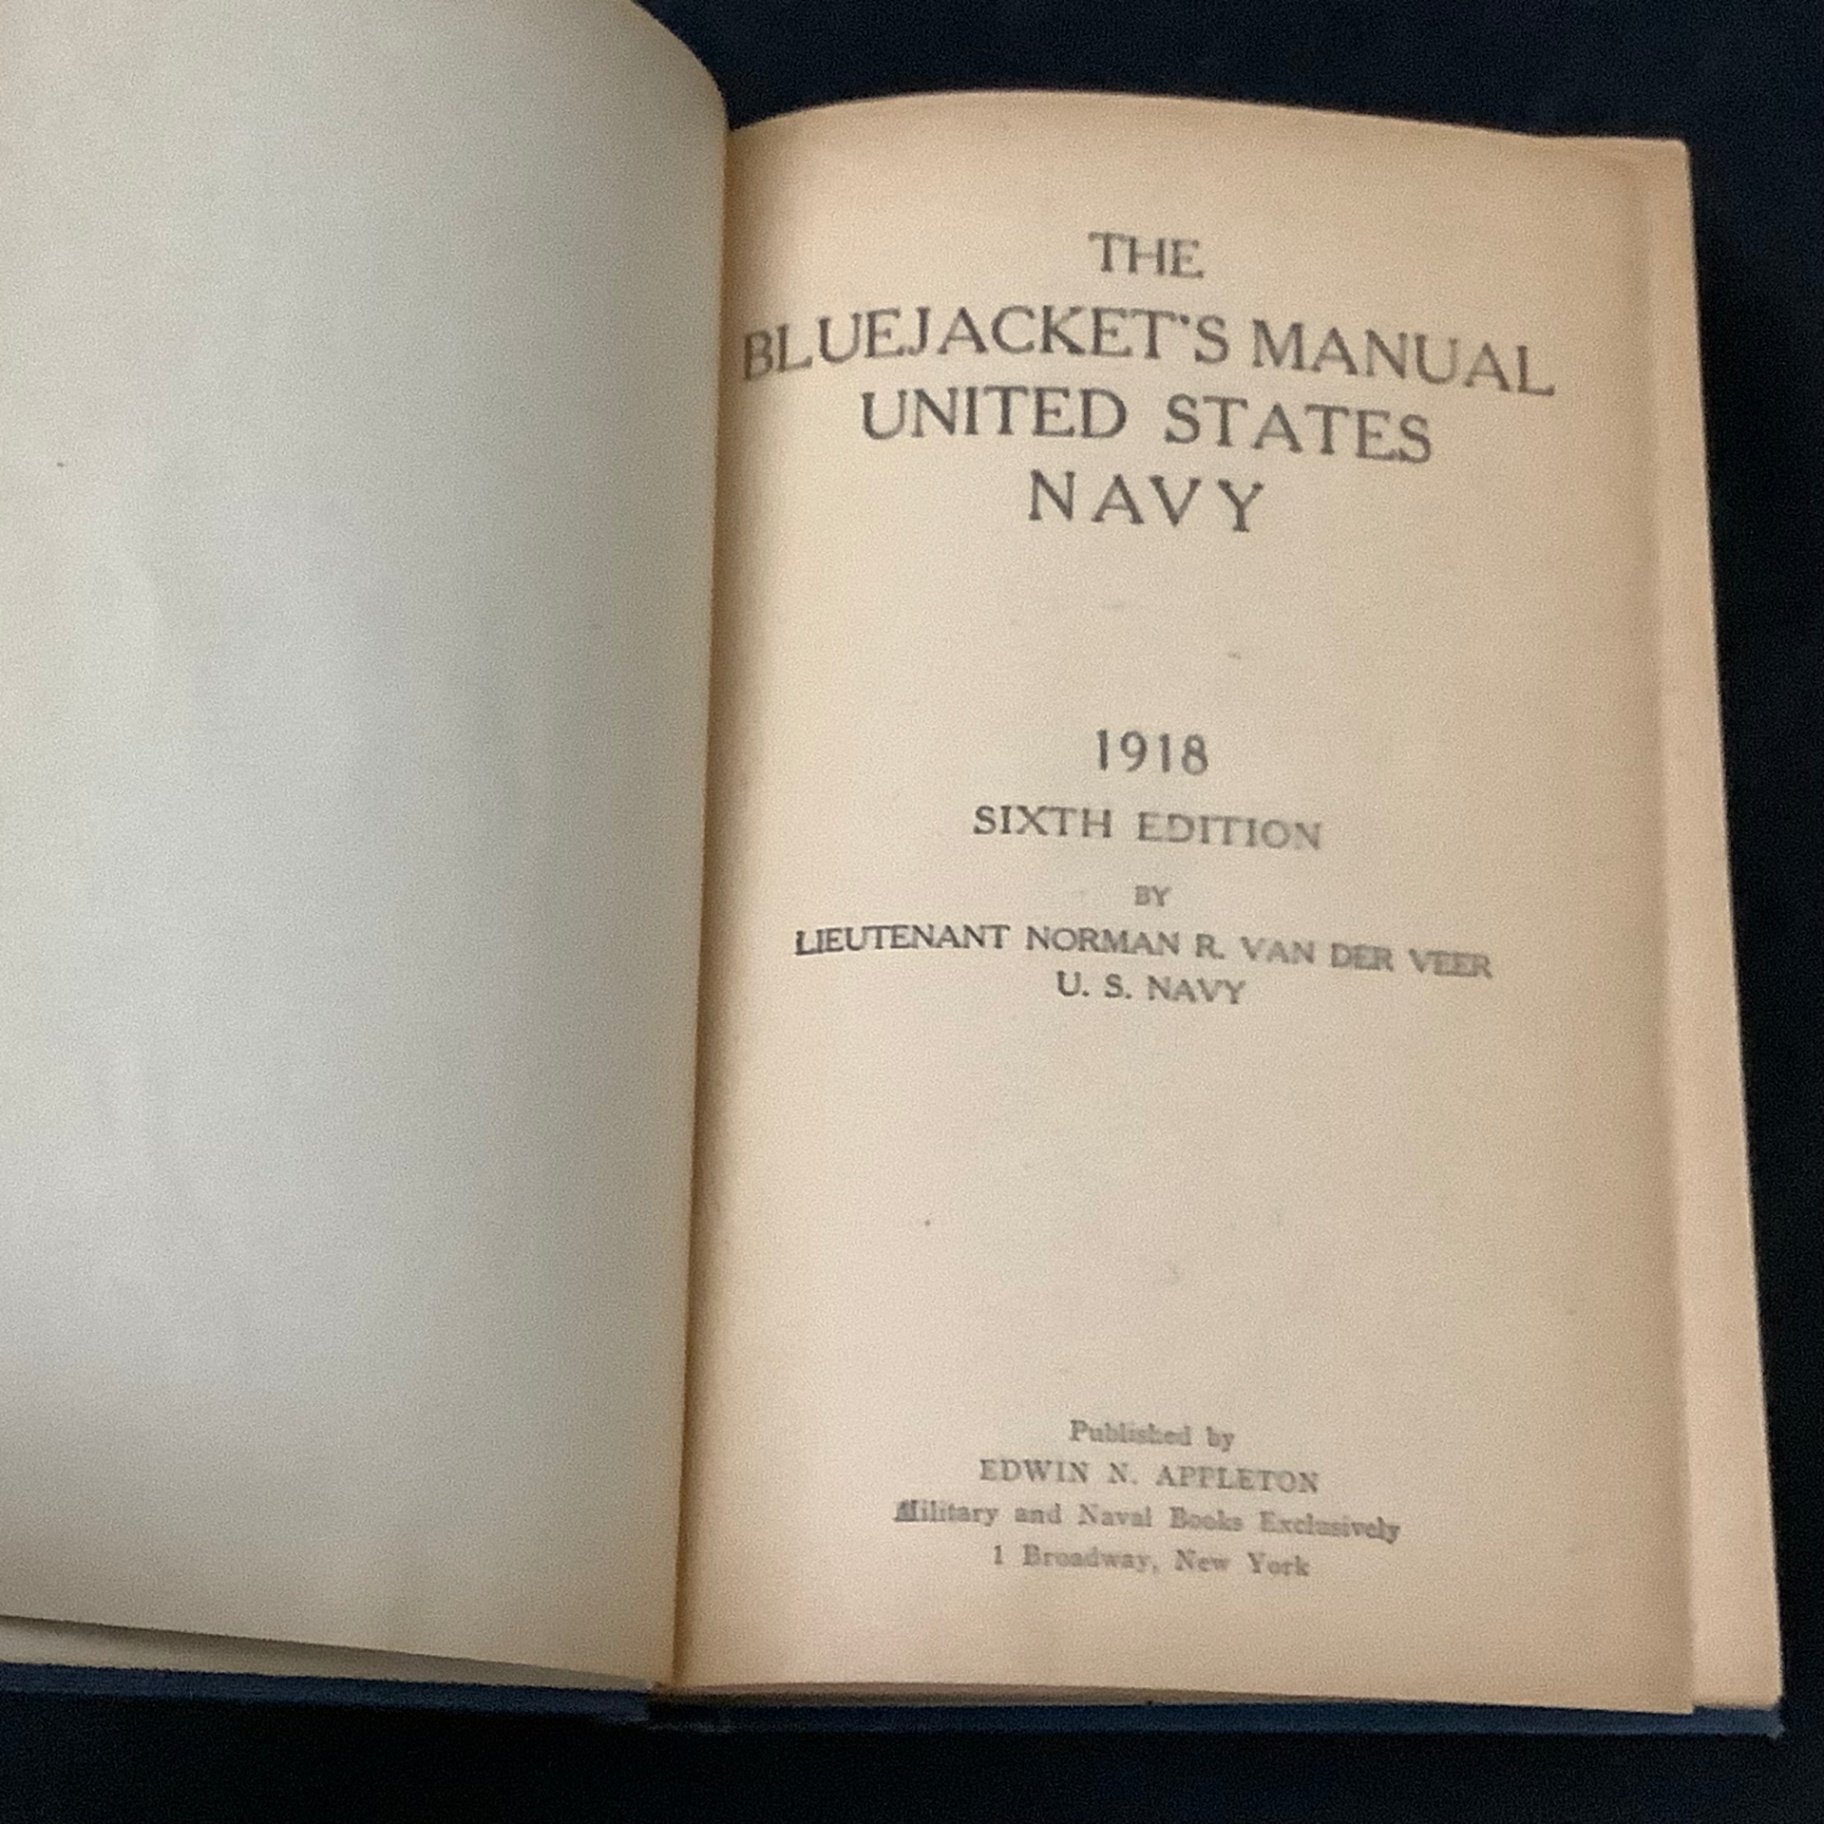 THE
BLUEJACKET'S MANUAL
UNITED STATES
NAVY
1918
SIXTH EDITION
BY
LIEUTENANT NORMAN R. VAN DER VEER
U. S. NAVY
Published by
EDWIN N. APPLETON
Military and Naval Books Exclusively
1 Broadway, New York